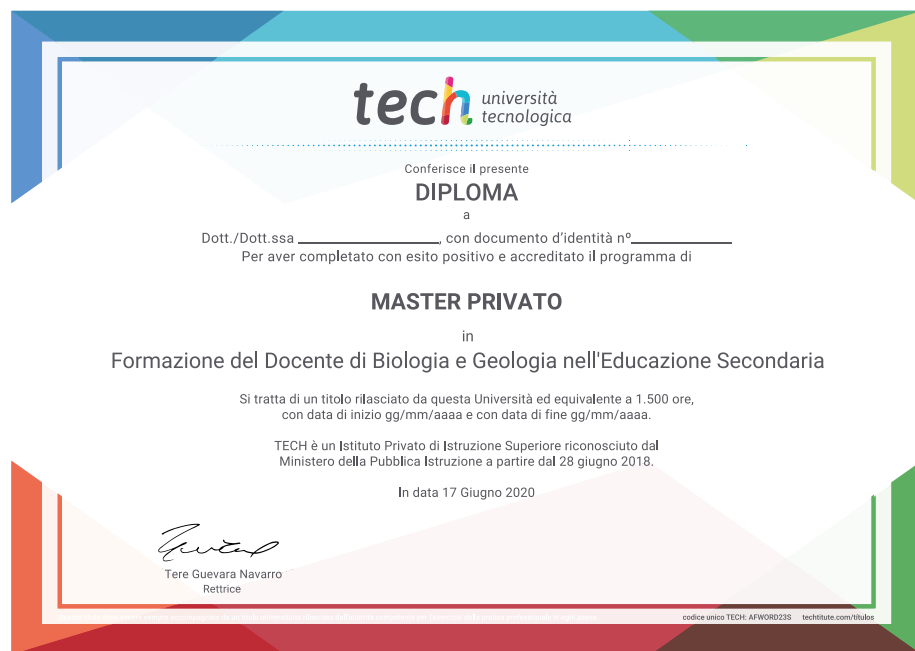 tech università
tecnologica
Conferisce il presente
DIPLOMA
a
Dott./Dott.ssa ________________, con documento d'identità nº____________
Per aver completato con esito positivo e accreditato il programma di
MASTER PRIVATO
in
Formazione del Docente di Biologia e Geologia nell'Educazione Secondaria
Si tratta di un titolo rilasciato da questa Università ed equivalente a 1.500 ore,
con data di inizio gg/mm/aaaa e con data di fine gg/mm/aaaa.
TECH è un Istituto Privato di Istruzione Superiore riconosciuto dal
Ministero della Pubblica Istruzione a partire dal 28 giugno 2018.
In data 17 Giugno 2020
Tere Guevara Navarro
Rettrice
codice unico TECH: AFWORD23S techtitute.com/titulos